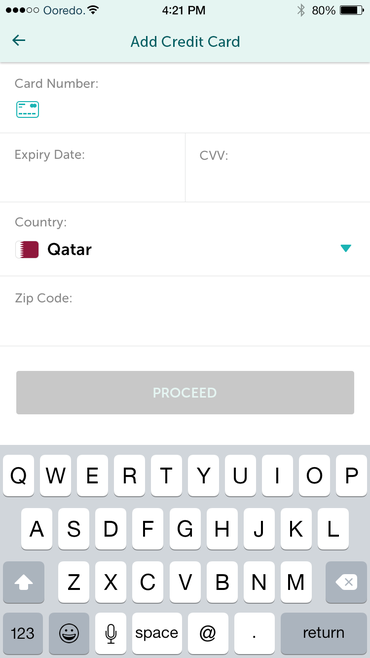 Ooredo. 4:21 PM 80%
Add Credit Card
Card Number:
Expiry Date: CVV:
Country:
Qatar
Zip Code:
PROCEED
Q W E R T Y U I O P
A S D F G H J K L
Z X C V B N M
123 space @ . return